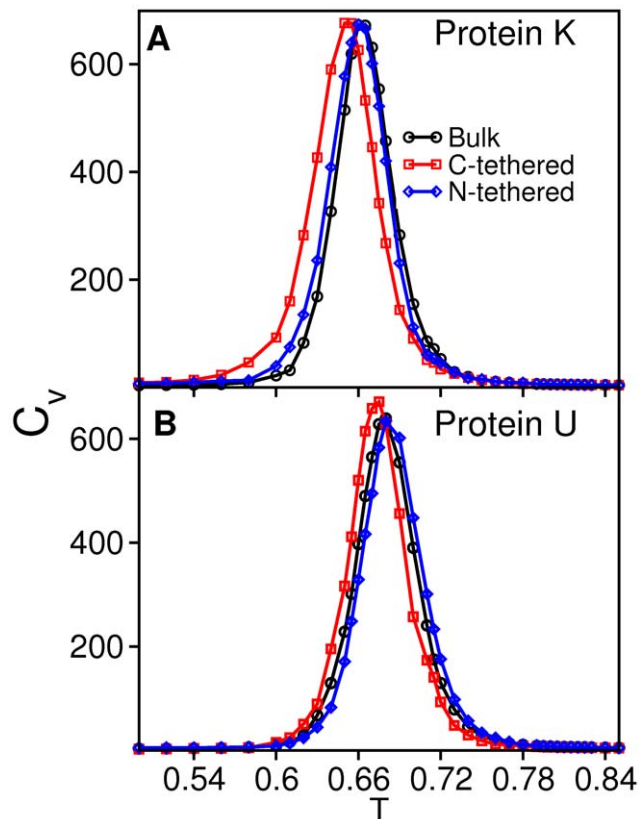 A
Protein K
600
Bulk
C-tethered
400
N-tethered
200
C_v
B
Protein U
600
400
200
0.54 0.6 0.66 0.72 0.78 0.84
T